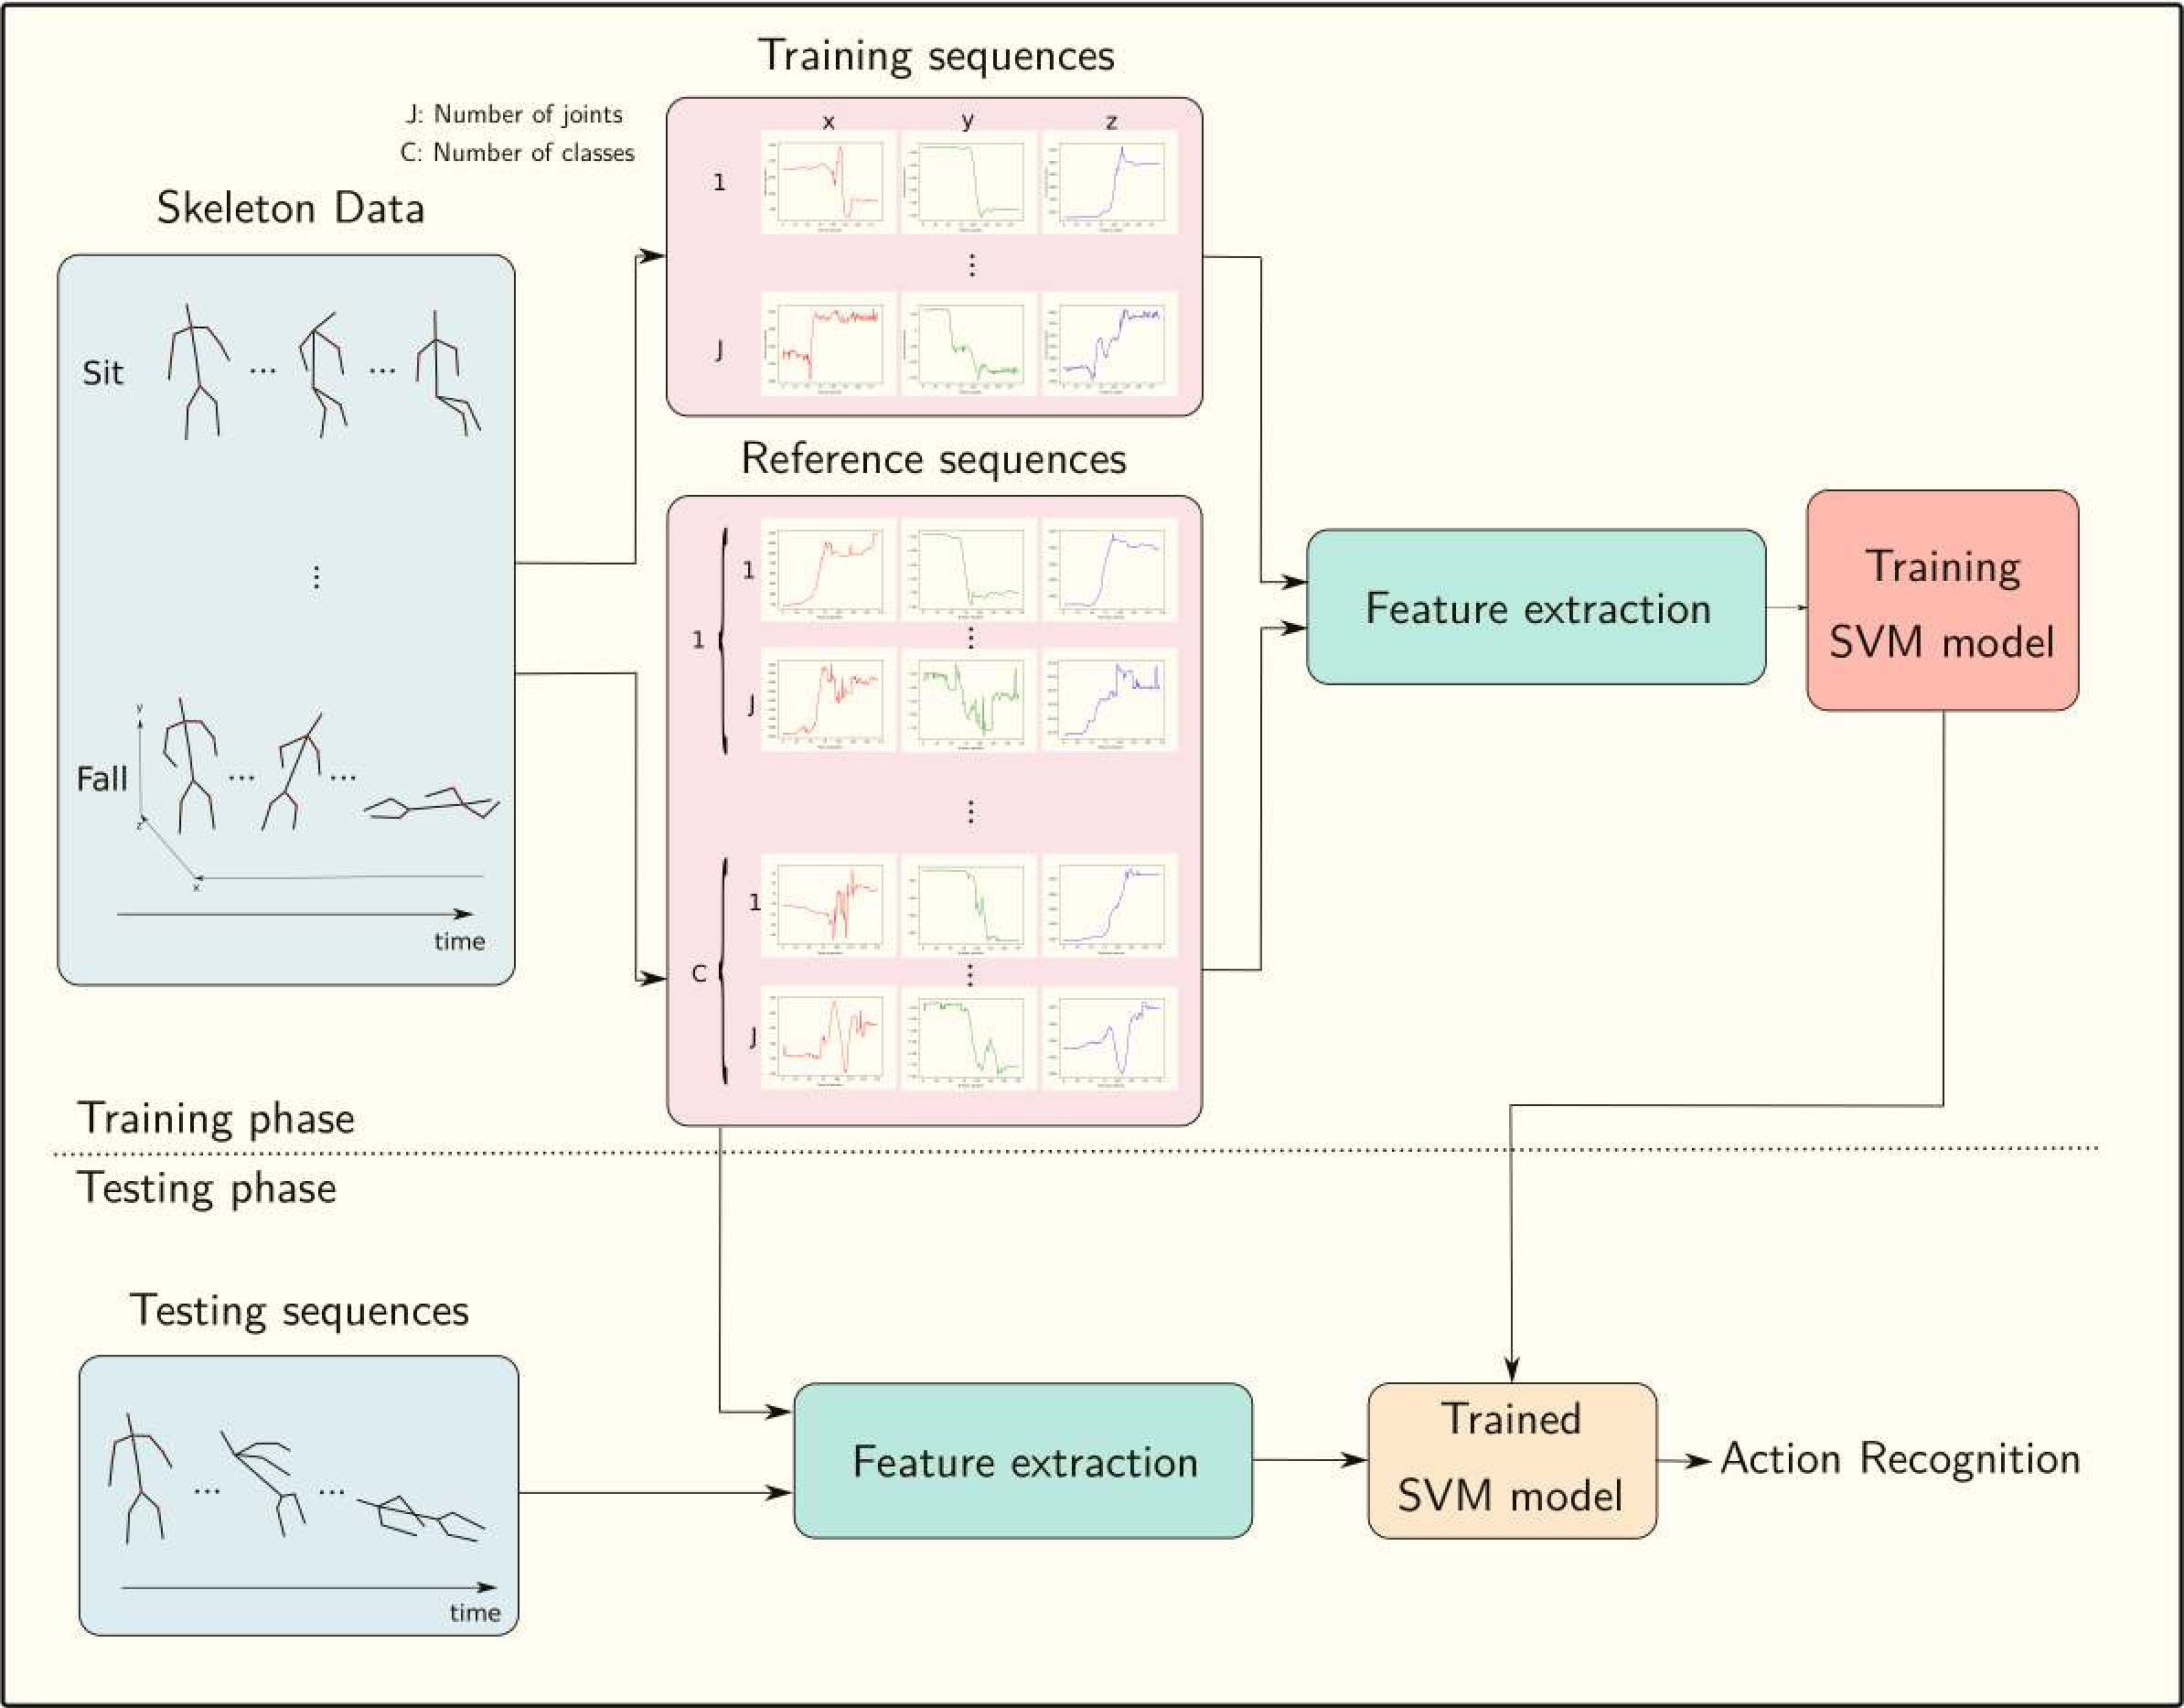 Training sequences
J: Number of joints
C: Number of classes
x y z
1
J
Skeleton Data
Sit
...
...
Fall
...
...
y
z
x
time
Reference sequences
1
1
J
C
1
J
Feature extraction
Training
SVM model
Training phase
Testing phase
Testing sequences
...
...
time
Feature extraction
Trained
SVM model
Action Recognition